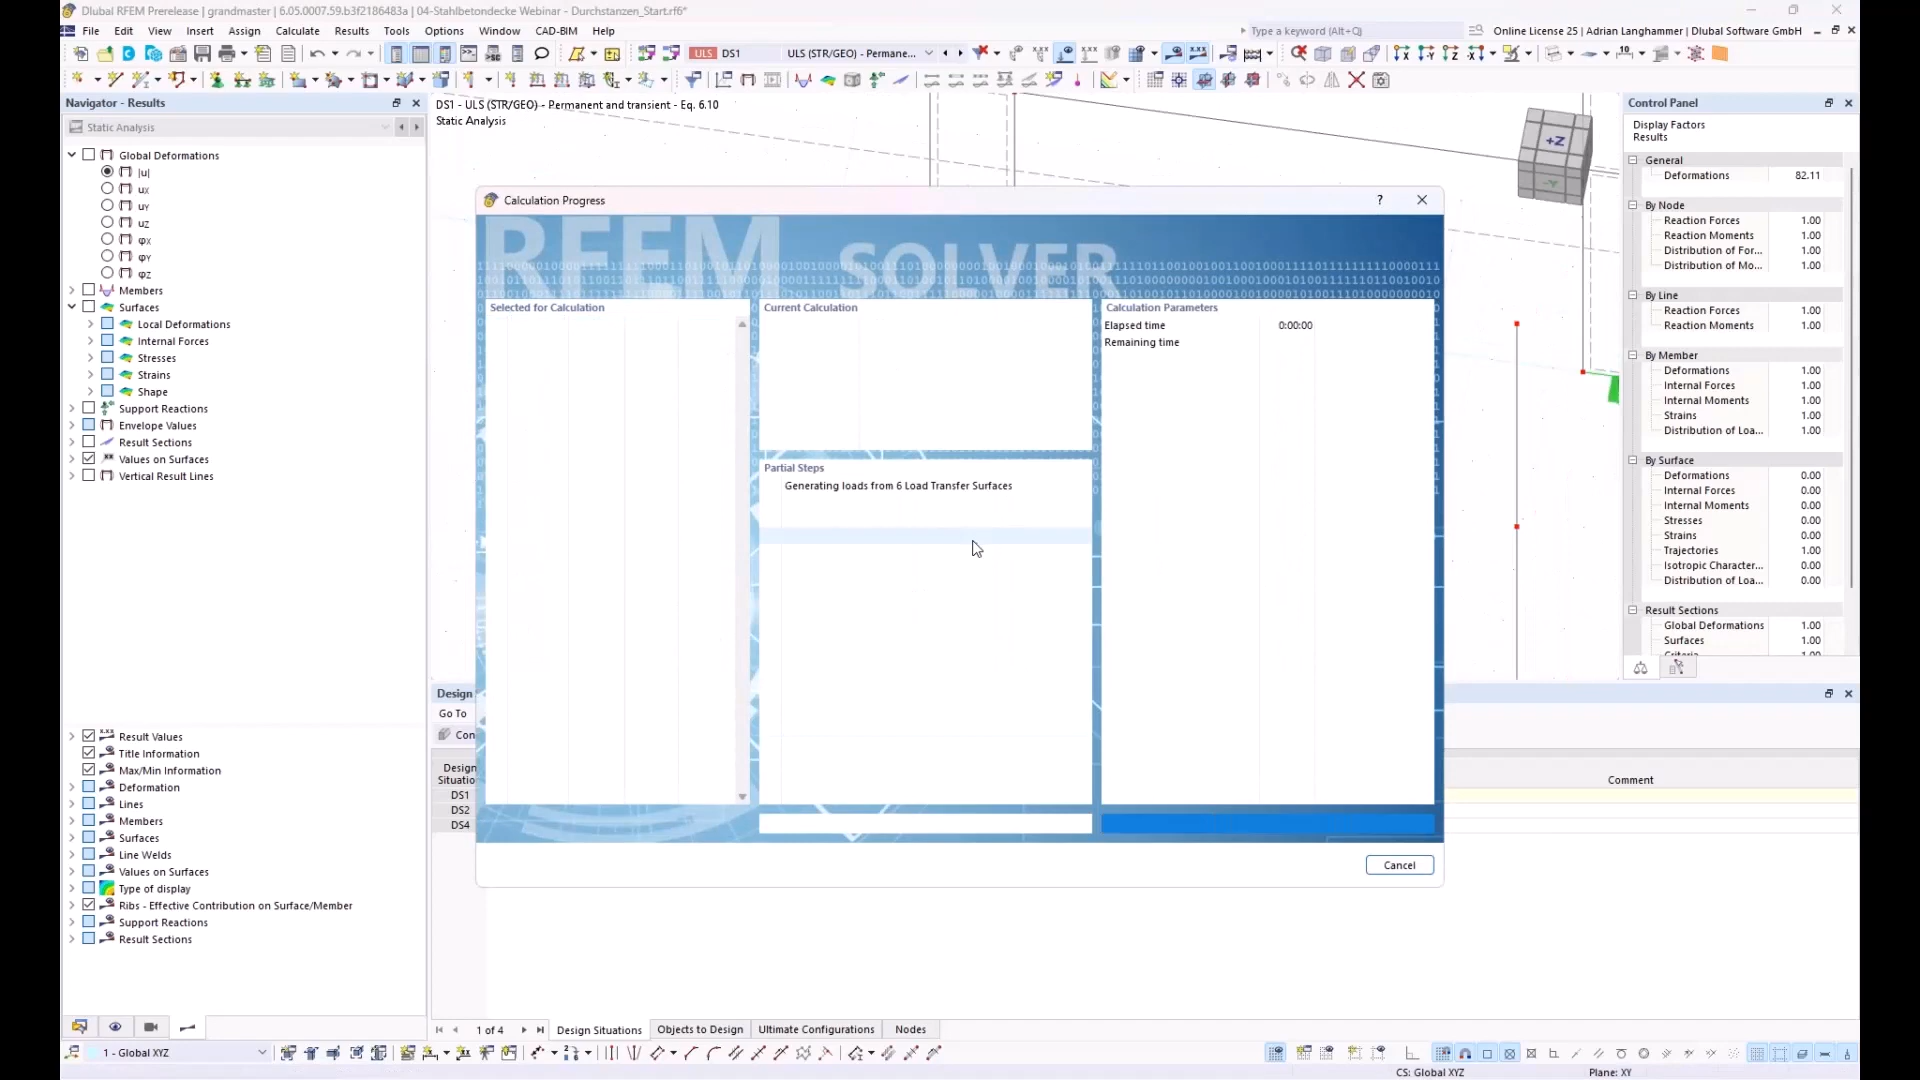 Dlubal RFEM Prerelease | grandmaster | 6.05.0007.59.b3f2186483a | 04-Stahlbetondecke Webinar - Durchstanzen_Start.rf6*
File Edit View Insert Assign Calculate Results Tools Options Window CAD-BIM Help
Type a keyword (Alt+Q)
Online License 25 | Adrian Langhammer | Dlubal Software GmbH
ULS DS1 ULS (STR/GEO) - Permane...
Navigator - Results
Static Analysis
Global Deformations
|u|
uX
uY
uZ
φX
φY
φZ
Members
Surfaces
Local Deformations
Internal Forces
Stresses
Strains
Shape
Support Reactions
Envelope Values
Result Sections
Values on Surfaces
Vertical Result Lines
Result Values
Title Information
Max/Min Information
Deformation
Lines
Members
Surfaces
Line Welds
Values on Surfaces
Type of display
Ribs - Effective Contribution on Surface/Member
Support Reactions
Result Sections
1 - Global XYZ
DS1 - ULS (STR/GEO) - Permanent and transient - Eq. 6.10
Static Analysis
+Z
-Y
Calculation Progress
RFEM SOLVER
Selected for Calculation
Current Calculation
Partial Steps
Generating loads from 6 Load Transfer Surfaces
Calculation Parameters
Elapsed time 0:00:00
Remaining time
Cancel
Design
Go To
Con
Design
Situatio
DS1
DS2
DS4
Comment
1 of 4 Design Situations Objects to Design Ultimate Configurations Nodes
Control Panel
Display Factors
Results
General
Deformations 82.11
By Node
Reaction Forces 1.00
Reaction Moments 1.00
Distribution of For... 1.00
Distribution of Mo... 1.00
By Line
Reaction Forces 1.00
Reaction Moments 1.00
By Member
Deformations 1.00
Internal Forces 1.00
Internal Moments 1.00
Strains 1.00
Distribution of Loa... 1.00
By Surface
Deformations 0.00
Internal Forces 0.00
Internal Moments 0.00
Stresses 0.00
Strains 0.00
Trajectories 1.00
Isotropic Character... 0.00
Distribution of Loa... 0.00
Result Sections
Global Deformations 1.00
Surfaces 1.00
Criteria 1.00
CS: Global XYZ
Plane: XY